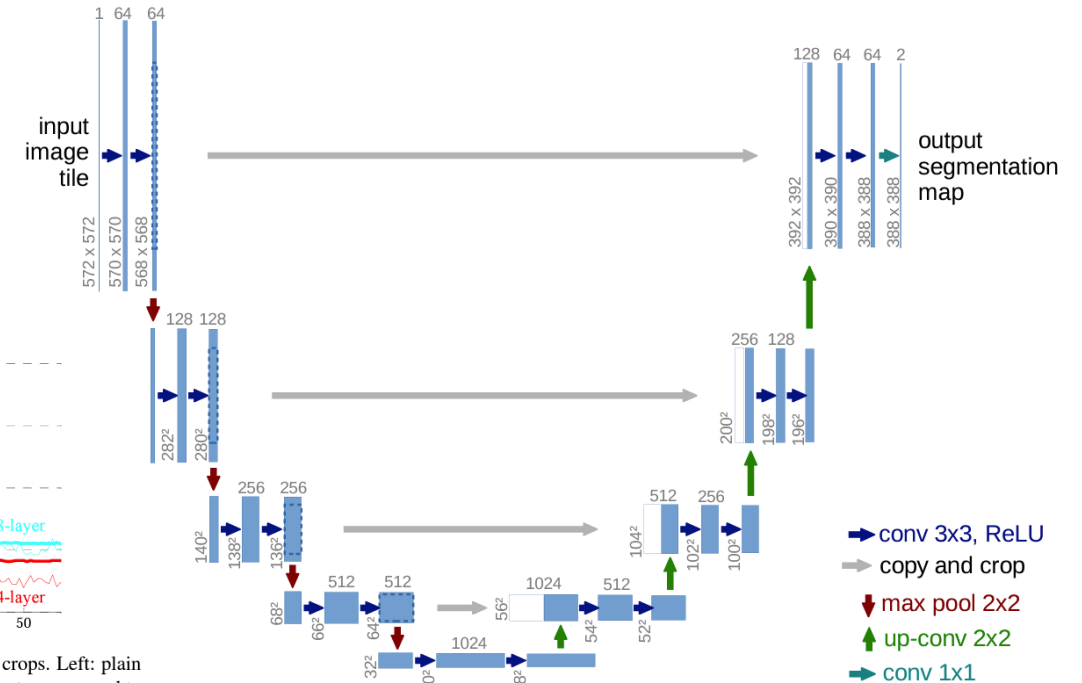 1 64 64
input
image
tile
572 x 572
570 x 570
568 x 568
128 64 64 2
output
segmentation
map
392 x 392
390 x 390
388 x 388
388 x 388
128 128
282²
280²
256 128
200²
198²
196²
256 256
140²
138²
136²
512 256
104²
102²
100²
512 512
68²
66²
64²
1024 512
56²
54²
52²
1024
32²
conv 3x3, ReLU
copy and crop
max pool 2x2
up-conv 2x2
conv 1x1
-layer
-layer
50
crops. Left: plain